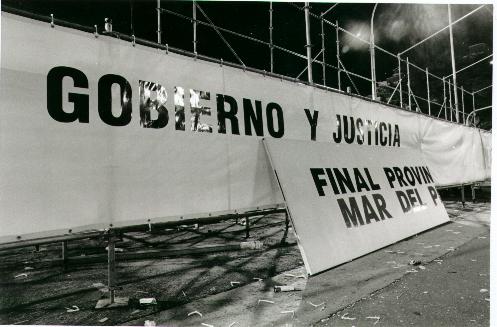 GOBIERNO Y JUSTICIA
FINAL PROVIN
MAR DEL P